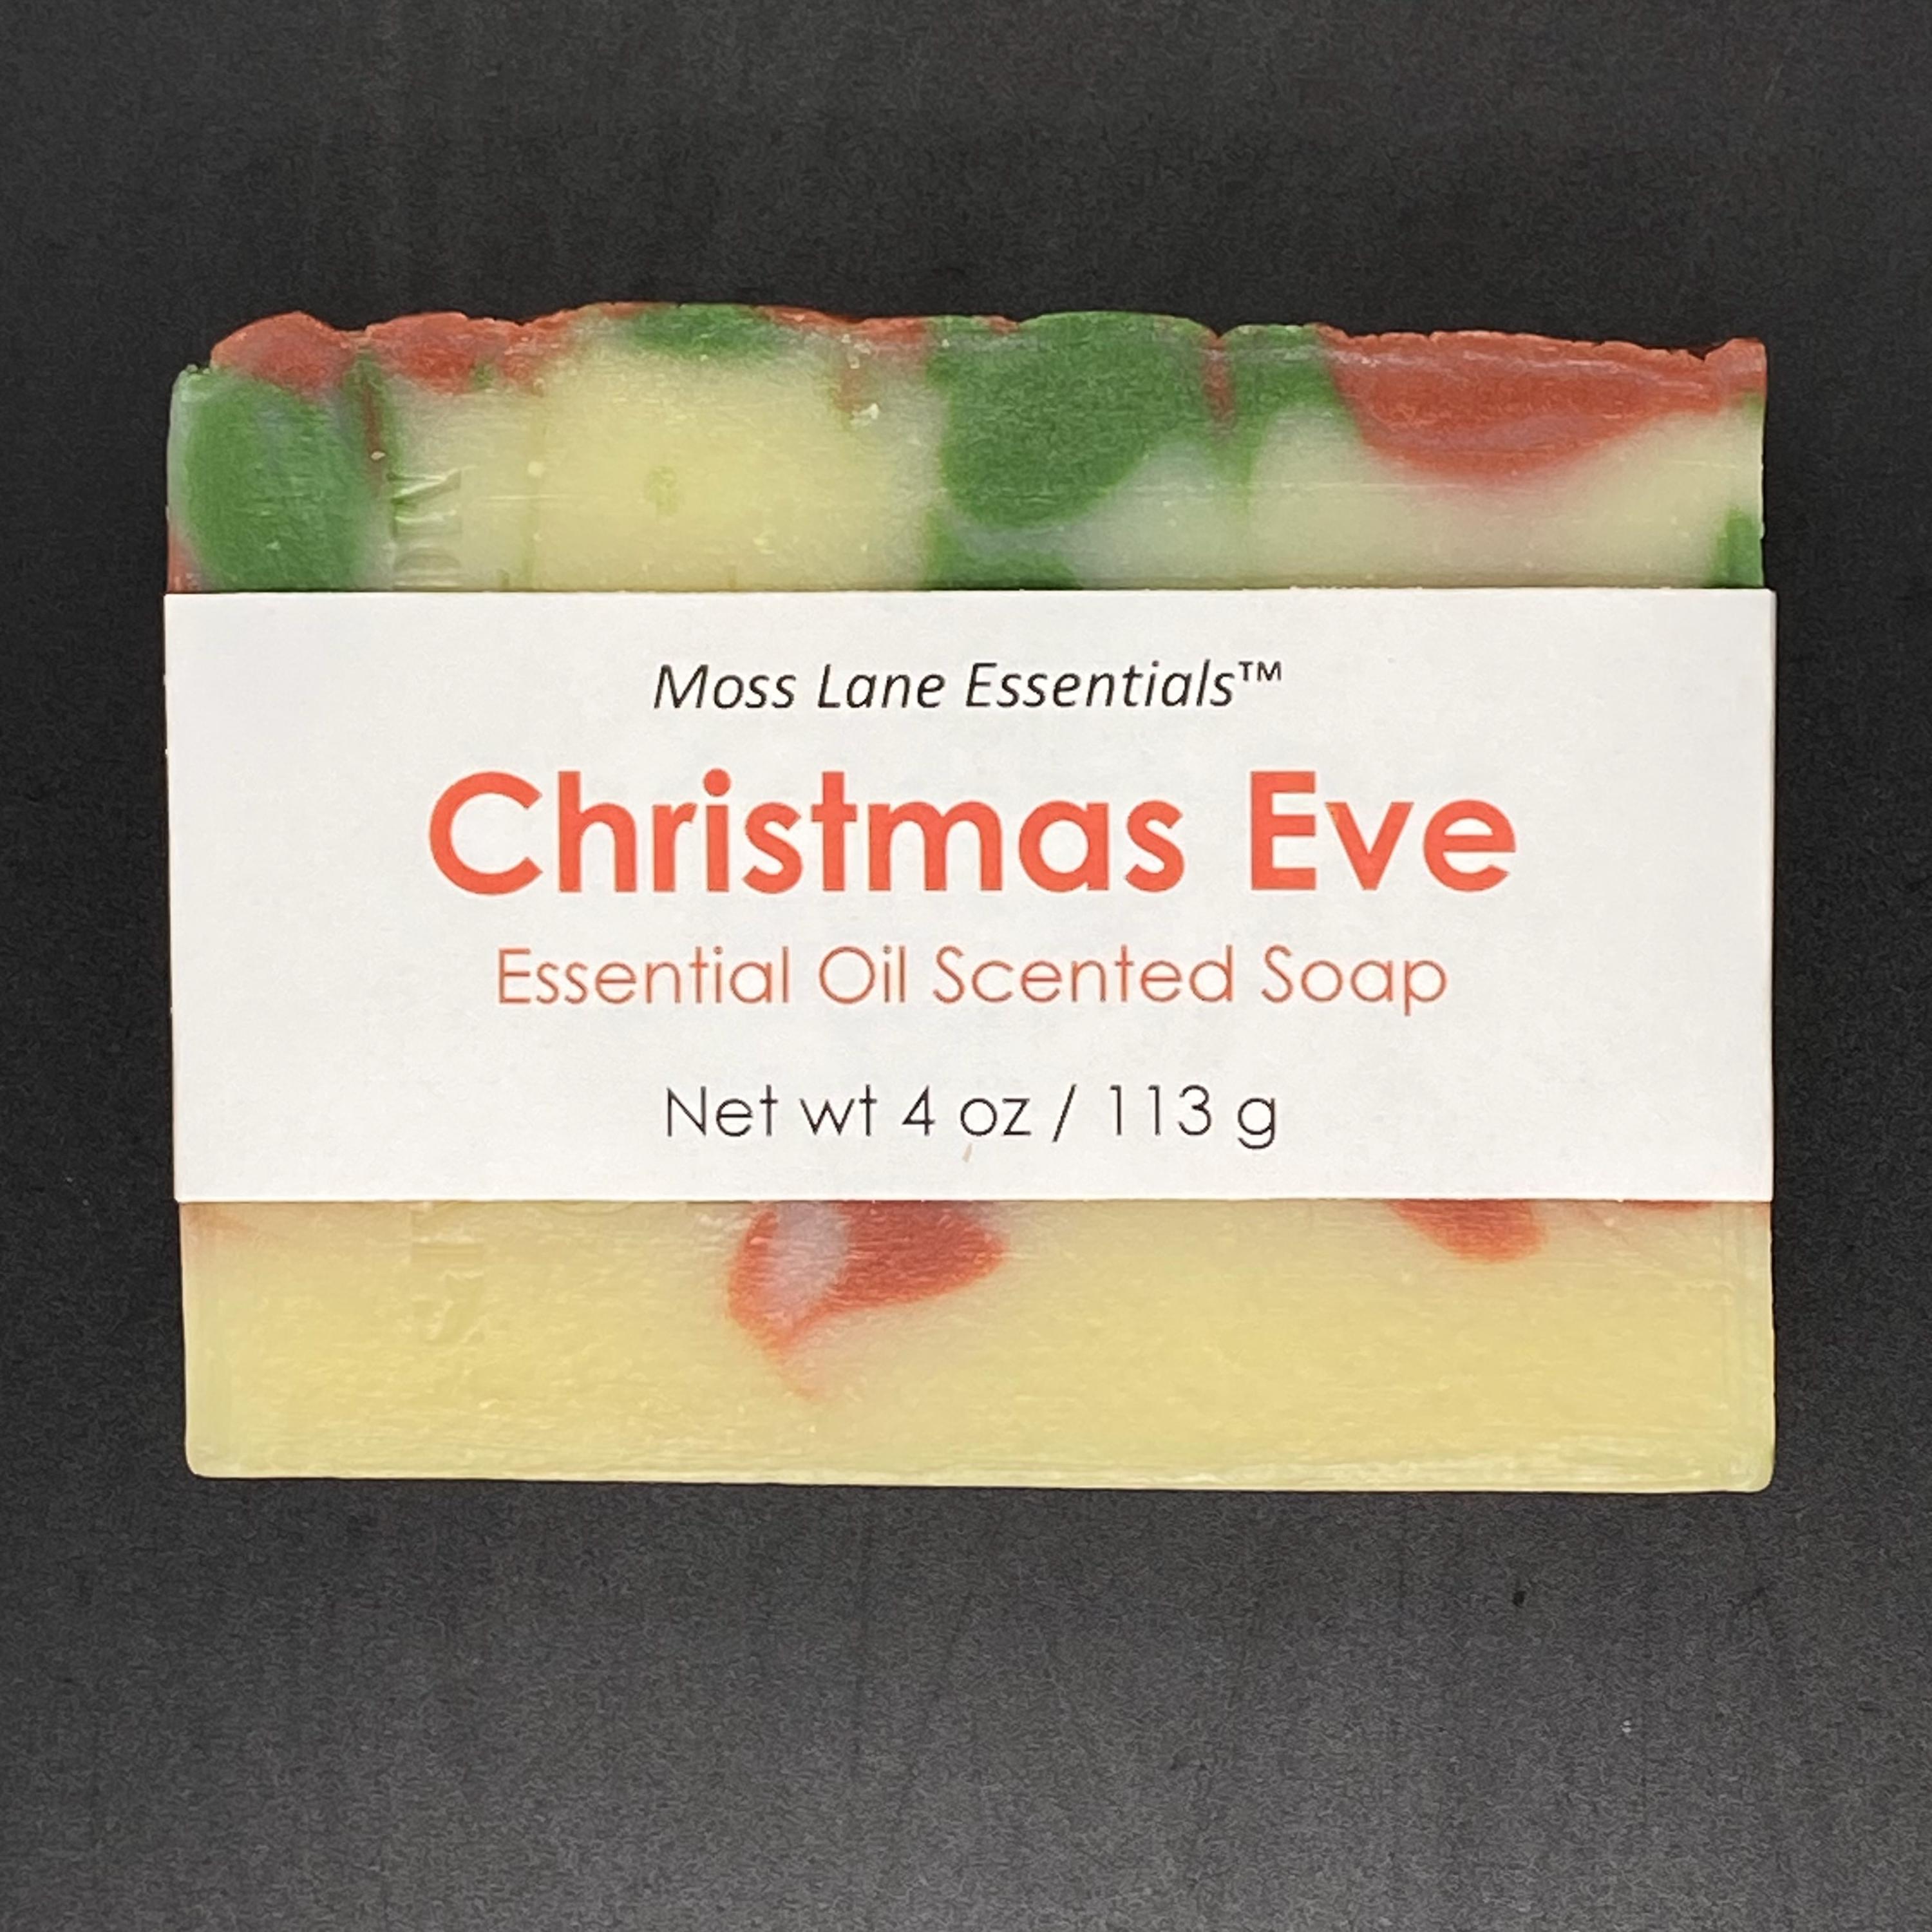 Moss Lane Essentials™
Christmas Eve
Essential Oil Scented Soap
Net wt 4 oz / 113 g